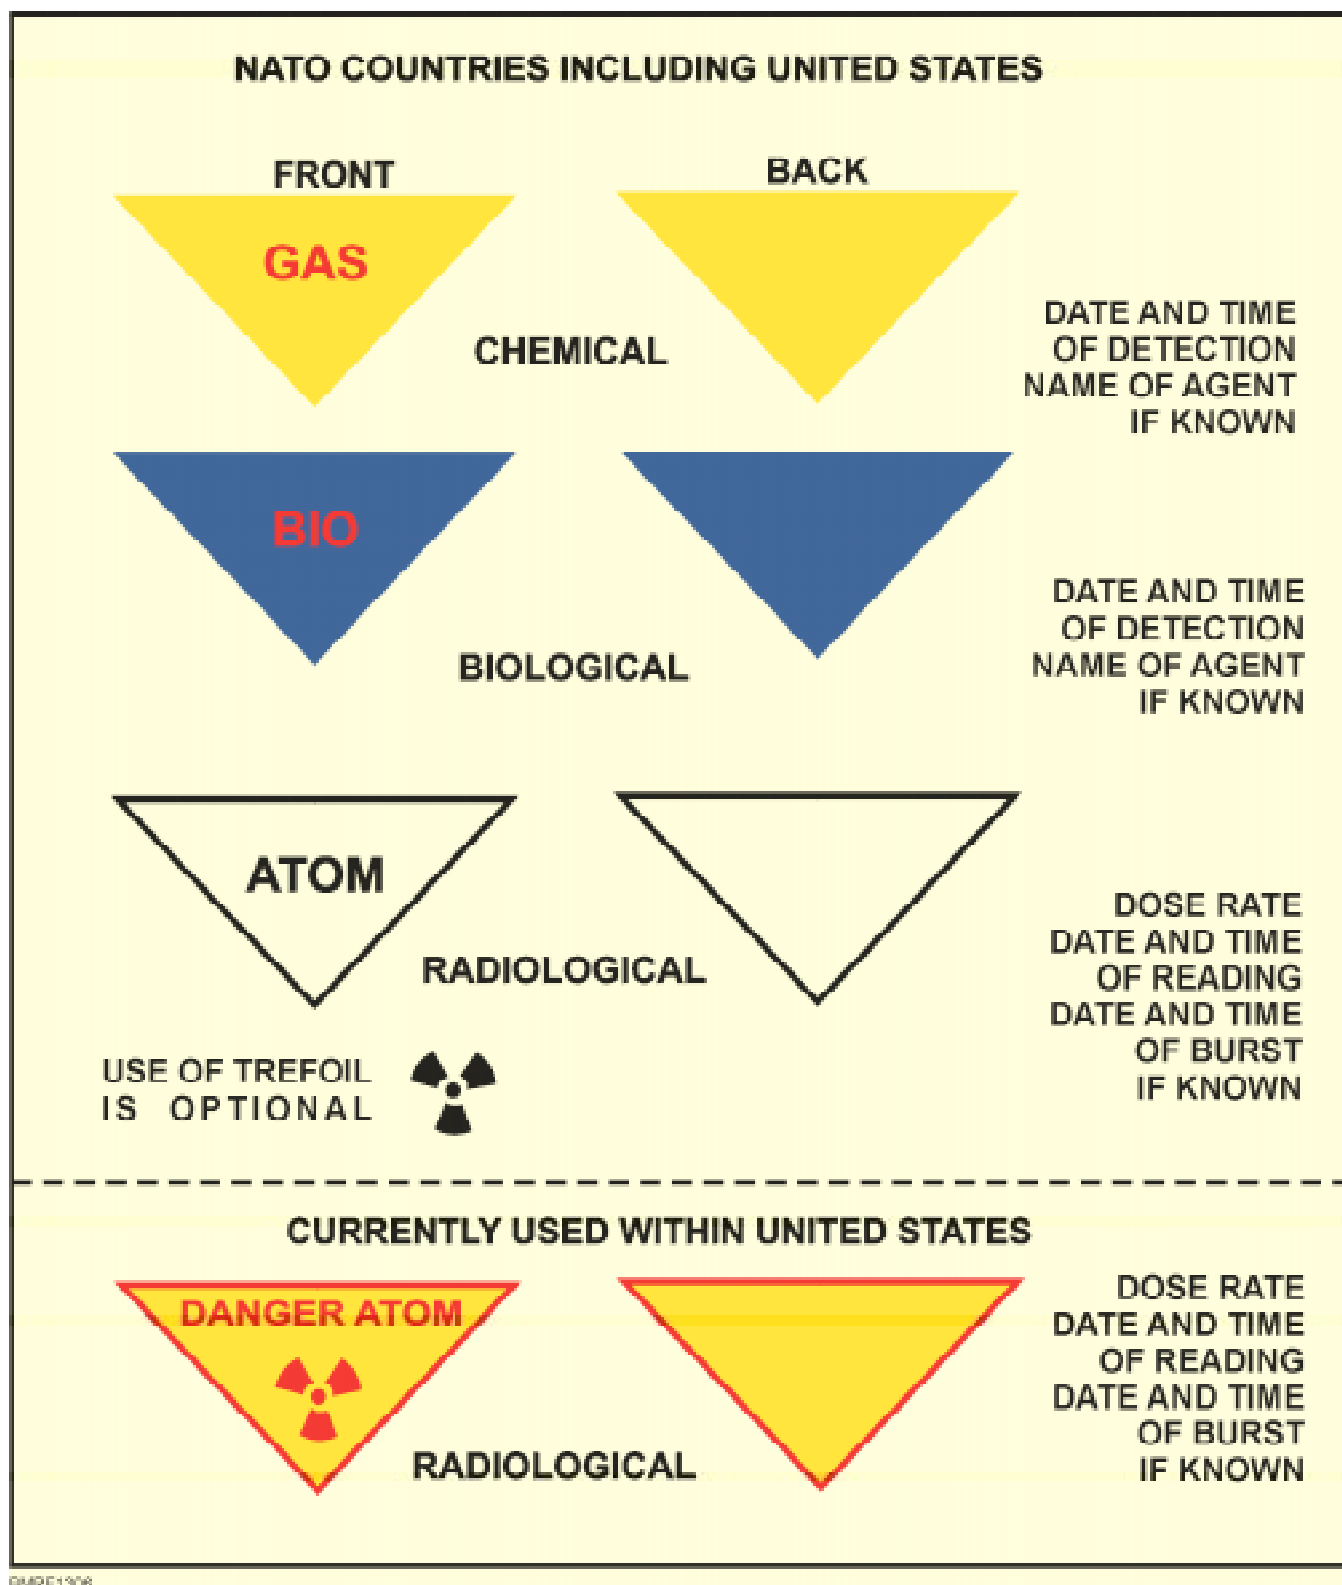 NATO COUNTRIES INCLUDING UNITED STATES
FRONT
BACK
GAS
CHEMICAL
DATE AND TIME
OF DETECTION
NAME OF AGENT
IF KNOWN
BIO
BIOLOGICAL
DATE AND TIME
OF DETECTION
NAME OF AGENT
IF KNOWN
ATOM
RADIOLOGICAL
DOSE RATE
DATE AND TIME
OF READING
DATE AND TIME
OF BURST
IF KNOWN
USE OF TREFOIL
IS OPTIONAL
CURRENTLY USED WITHIN UNITED STATES
DANGER ATOM
RADIOLOGICAL
DOSE RATE
DATE AND TIME
OF READING
DATE AND TIME
OF BURST
IF KNOWN